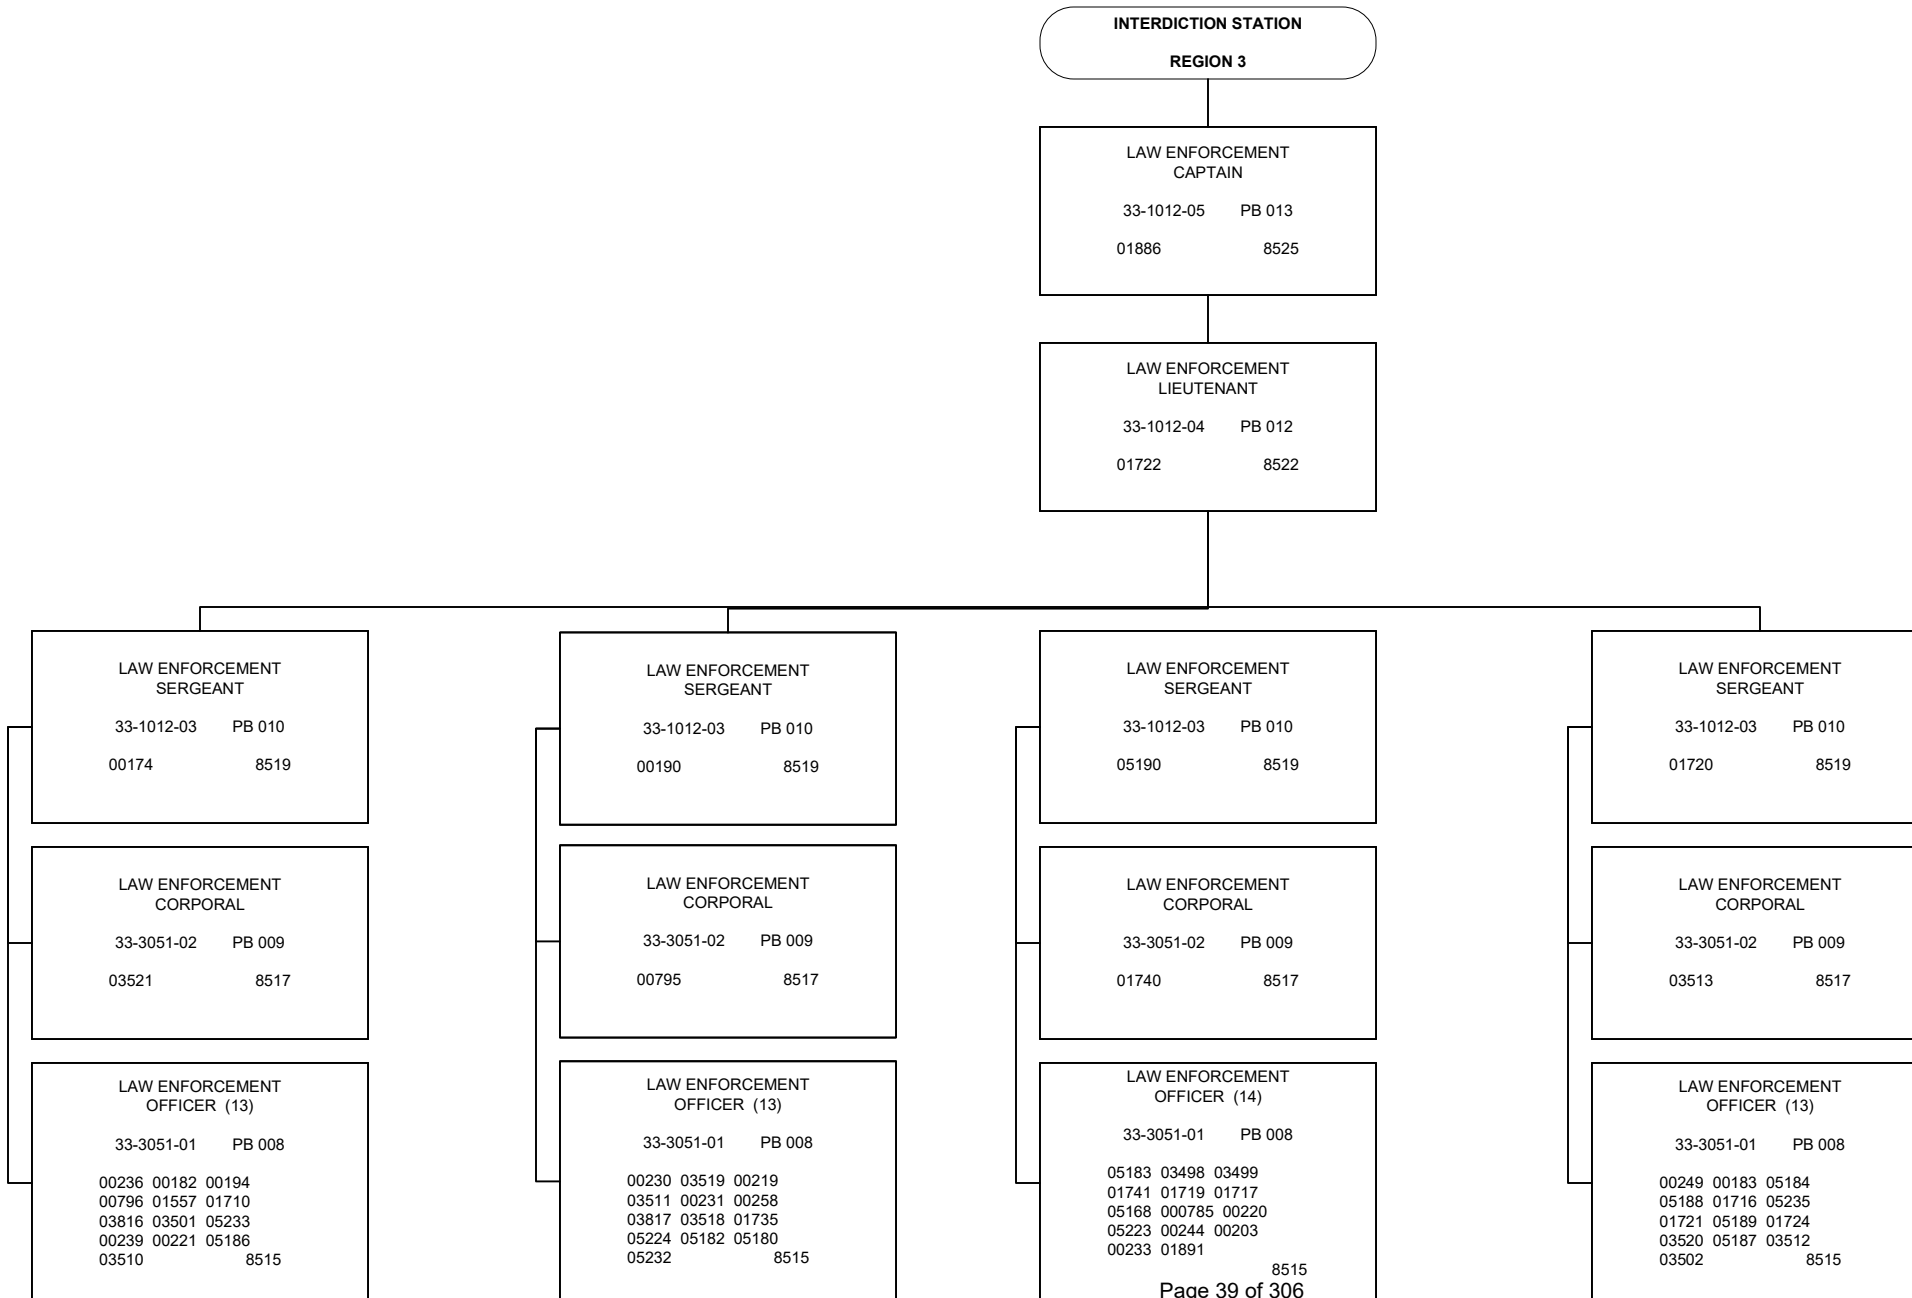 INTERDICTION STATION
REGION 3
LAW ENFORCEMENT
CAPTAIN
33-1012-05 PB 013
01886 8525
LAW ENFORCEMENT
LIEUTENANT
33-1012-04 PB 012
01722 8522
LAW ENFORCEMENT
SERGEANT
33-1012-03 PB 010
00174 8519
LAW ENFORCEMENT
CORPORAL
33-3051-02 PB 009
03521 8517
LAW ENFORCEMENT
OFFICER (13)
33-3051-01 PB 008
00236 00182 00194
00796 01557 01710
03816 03501 05233
00239 00221 05186
03510 8515
LAW ENFORCEMENT
SERGEANT
33-1012-03 PB 010
00190 8519
LAW ENFORCEMENT
CORPORAL
33-3051-02 PB 009
00795 8517
LAW ENFORCEMENT
OFFICER (13)
33-3051-01 PB 008
00230 03519 00219
03511 00231 00258
03817 03518 01735
05224 05182 05180
05232 8515
LAW ENFORCEMENT
SERGEANT
33-1012-03 PB 010
05190 8519
LAW ENFORCEMENT
CORPORAL
33-3051-02 PB 009
01740 8517
LAW ENFORCEMENT
OFFICER (14)
33-3051-01 PB 008
05183 03498 03499
01741 01719 01717
05168 000785 00220
05223 00244 00203
00233 01891
8515
LAW ENFORCEMENT
SERGEANT
33-1012-03 PB 010
01720 8519
LAW ENFORCEMENT
CORPORAL
33-3051-02 PB 009
03513 8517
LAW ENFORCEMENT
OFFICER (13)
33-3051-01 PB 008
00249 00183 05184
05188 01716 05235
01721 05189 01724
03520 05187 03512
03502 8515
Page 39 of 306